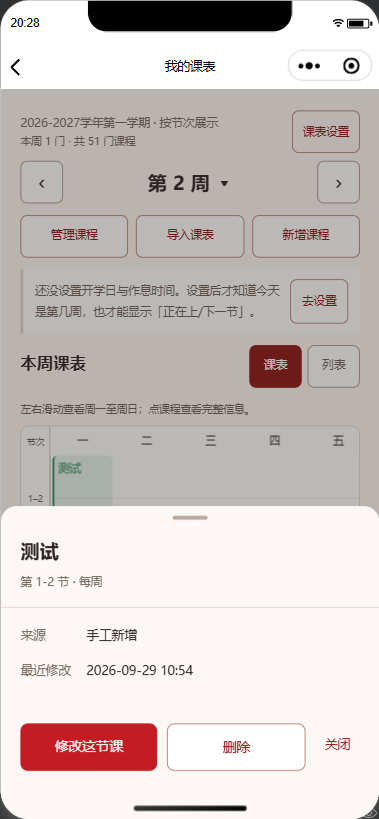 20:28
我的课表
2026-2027学年第一学期 · 按节次展示
本周 1 门 · 共 51 门课程
课表设置
‹ 第 2 周 ▾ ›
管理课程 导入课表 新增课程
还没设置开学日与作息时间。设置后才知道今天
是第几周，也才能显示「正在上/下一节」。
去设置
本周课表
课表 列表
左右滑动查看周一至周日；点课程查看完整信息。
节次 一 二 三 四 五
测试
1–2
测试
第 1-2 节 · 每周
来源 手工新增
最近修改 2026-09-29 10:54
修改这节课 删除 关闭